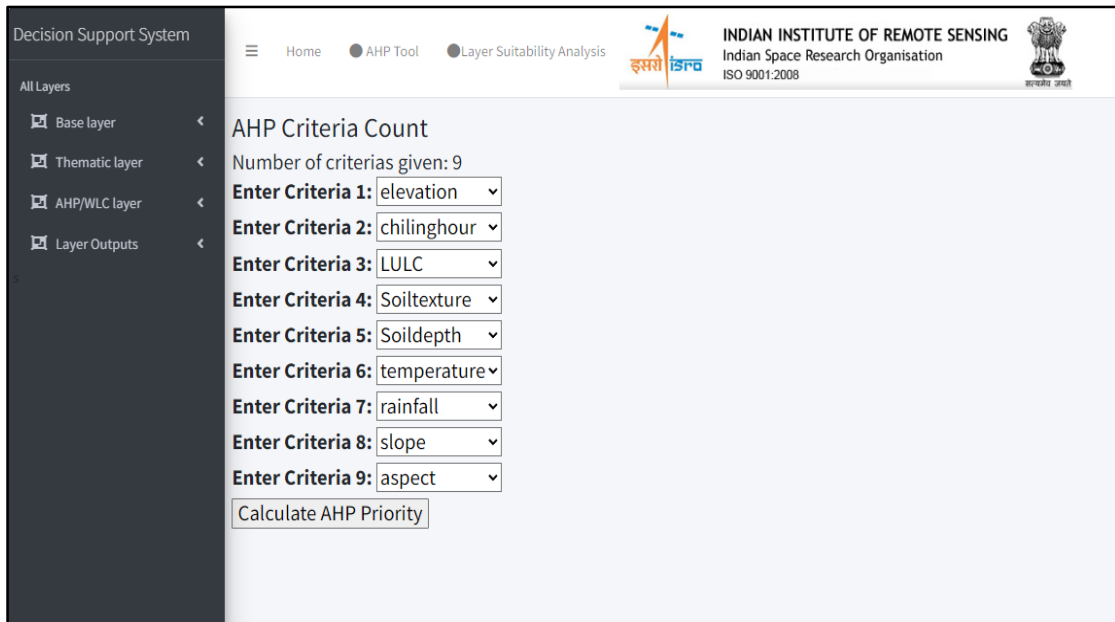 Decision Support System
All Layers
Base layer
Thematic layer
AHP/WLC layer
Layer Outputs
s
Home AHP Tool Layer Suitability Analysis
इसरो isro
INDIAN INSTITUTE OF REMOTE SENSING
Indian Space Research Organisation
ISO 9001:2008
सत्यमेव जयते
AHP Criteria Count
Number of criterias given: 9
Enter Criteria 1: elevation
Enter Criteria 2: chilinghour
Enter Criteria 3: LULC
Enter Criteria 4: Soiltexture
Enter Criteria 5: Soildepth
Enter Criteria 6: temperature
Enter Criteria 7: rainfall
Enter Criteria 8: slope
Enter Criteria 9: aspect
Calculate AHP Priority